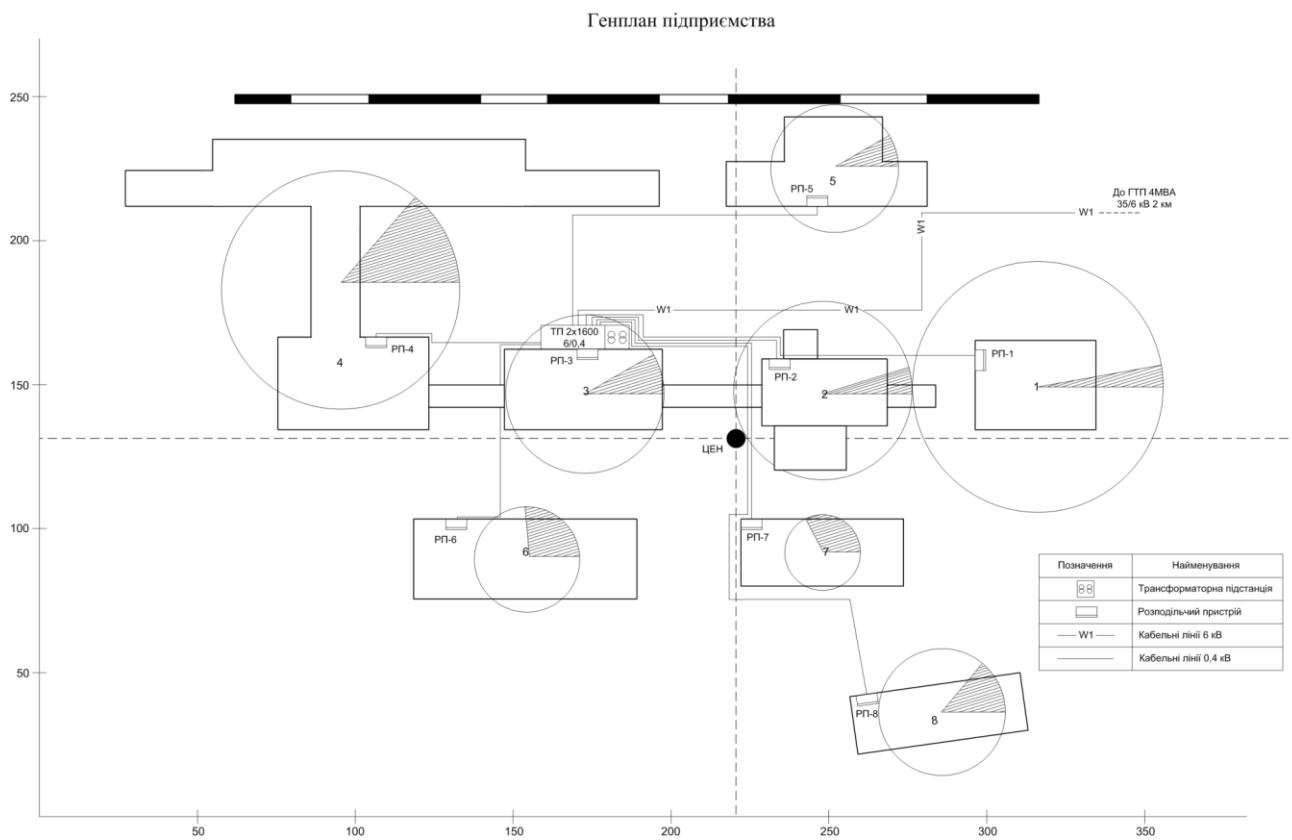 Генплан підприємства
250
5
РП-5
До ГТП 4МВА
35/6 кВ 2 км
W1
W1
200
W1
W1
ТП 2х1600
6/0,4
РП-4
РП-3
РП-2
РП-1
4
3
2
1
150
ЦЕН
100
РП-6
6
РП-7
7
Позначення
Найменування
Трансформаторна підстанція
Розподільчий пристрій
W1
Кабельні лінії 6 кВ
Кабельні лінії 0,4 кВ
50
РП-8
8
50
100
150
200
250
300
350